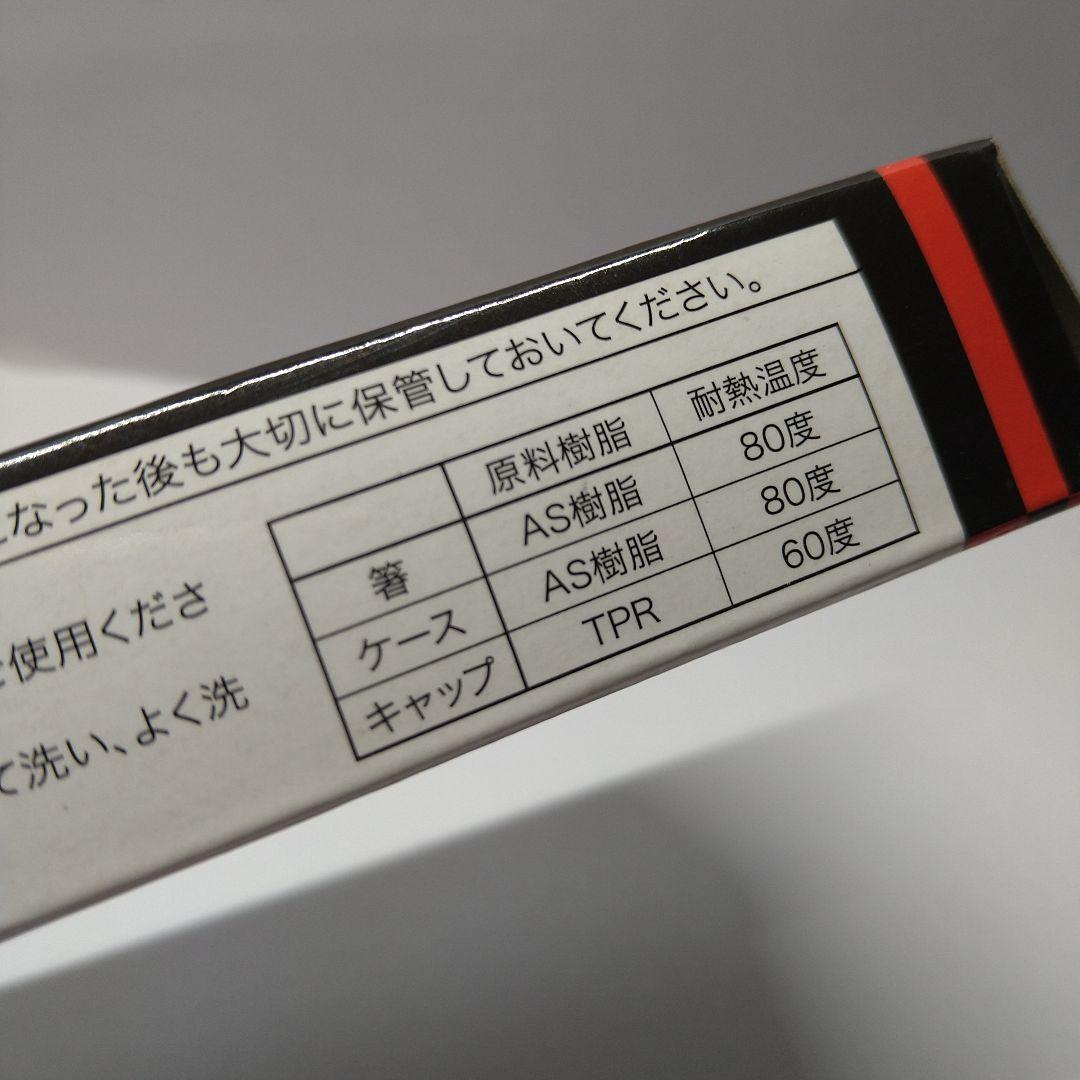 なった後も大切に保管しておいてください。
原料樹脂 耐熱温度
箸 AS樹脂 80度
ケース AS樹脂 80度
キャップ TPR 60度
使用くださ
て洗い、よく洗